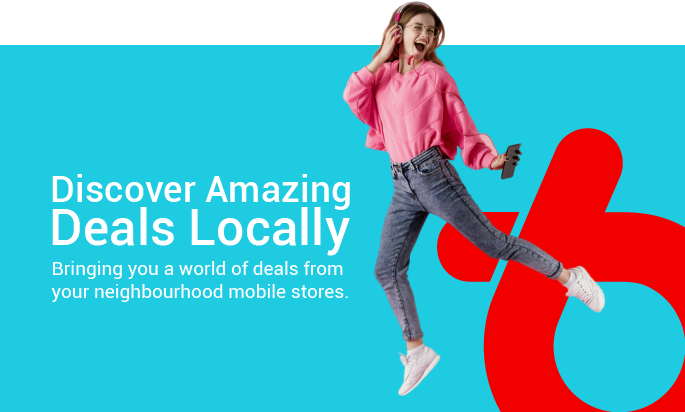 Discover Amazing
Deals Locally
Bringing you a world of deals from
your neighbourhood mobile stores.